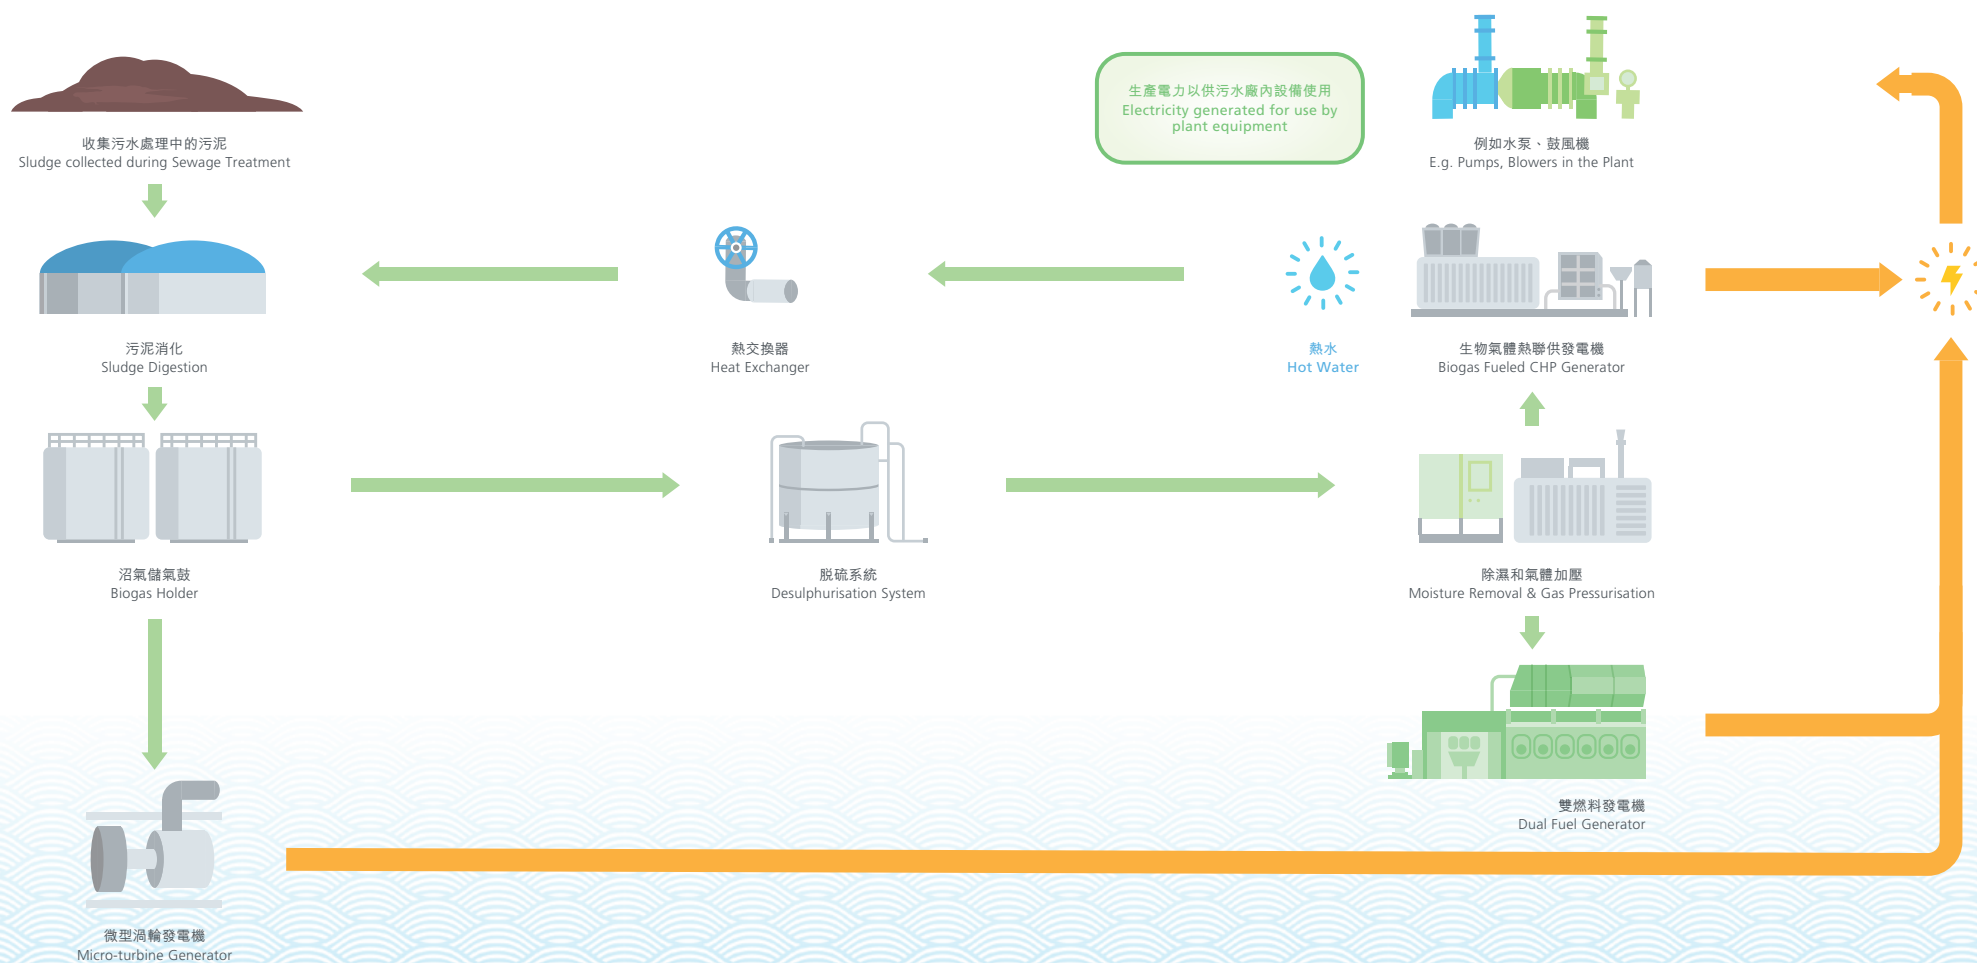 生產電力以供污水廠內設備使用
Electricity generated for use by
plant equipment
收集污水處理中的污泥
Sludge collected during Sewage Treatment
例如水泵、鼓風機
E.g. Pumps, Blowers in the Plant
污泥消化
Sludge Digestion
熱交換器
Heat Exchanger
熱水
Hot Water
生物氣體熱聯供發電機
Biogas Fueled CHP Generator
沼氣儲氣鼓
Biogas Holder
脱硫系統
Desulphurisation System
除濕和氣體加壓
Moisture Removal & Gas Pressurisation
雙燃料發電機
Dual Fuel Generator
微型渦輪發電機
Micro-turbine Generator